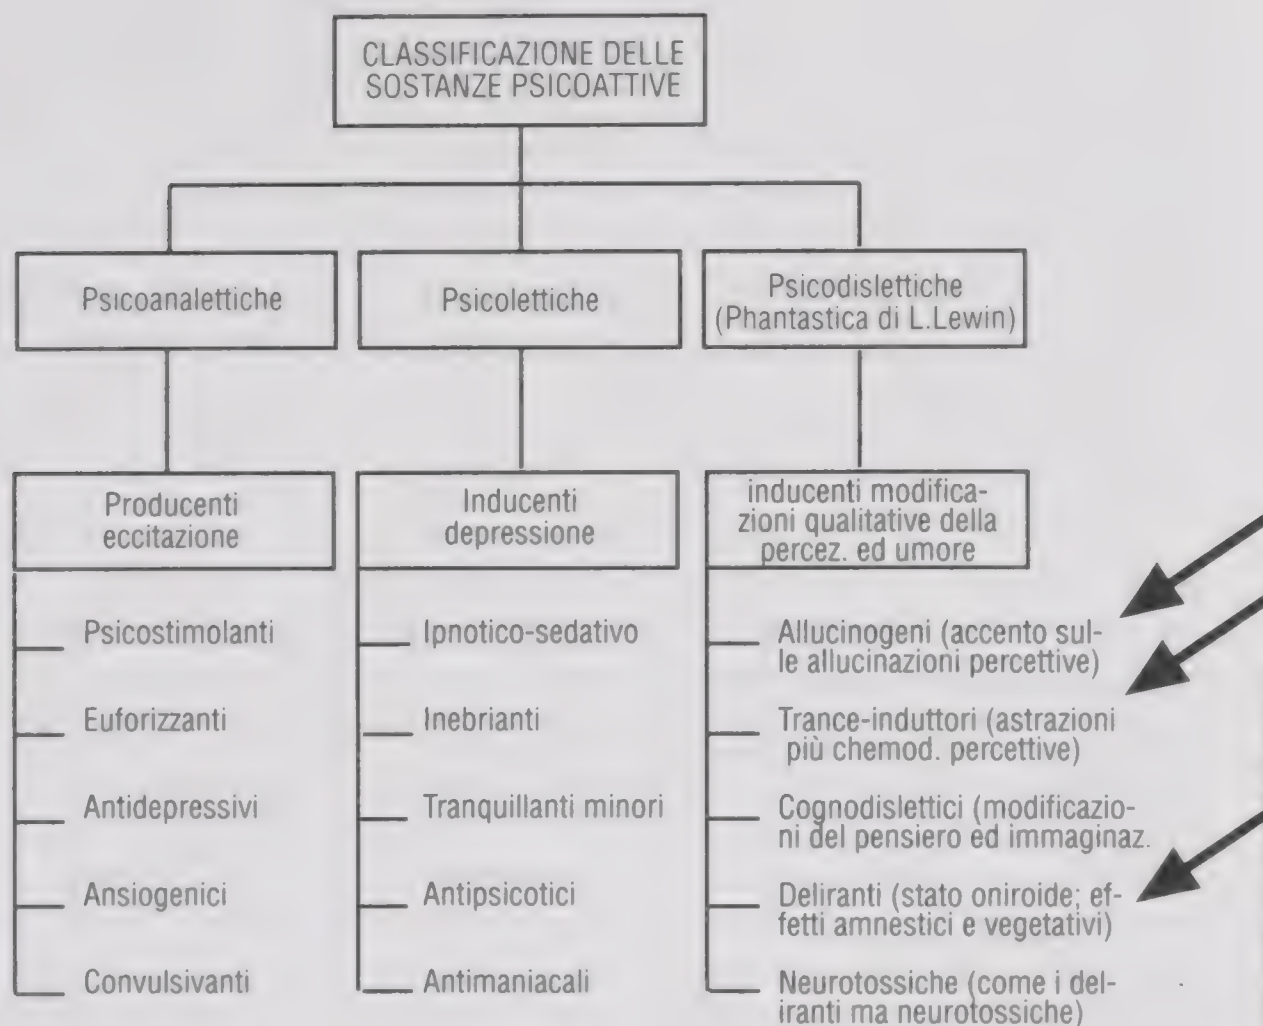 CLASSIFICAZIONE DELLE
SOSTANZE PSICOATTIVE
Psicoanalettiche
Psicolettiche
Psicodislettiche
(Phantastica di L.Lewin)
Producenti
eccitazione
Inducenti
depressione
inducenti modifica-
zioni qualitative della
percez. ed umore
Psicostimolanti
Euforizzanti
Antidepressivi
Ansiogenici
Convulsivanti
Ipnotico-sedativo
Inebrianti
Tranquillanti minori
Antipsicotici
Antimaniacali
Allucinogeni (accento sul-
le allucinazioni percettive)
Trance-induttori (astrazioni
più chemod. percettive)
Cognodislettici (modificazio-
ni del pensiero ed immaginaz.
Deliranti (stato oniroide; ef-
fetti amnestici e vegetativi)
Neurotossiche (come i del-
iranti ma neurotossiche)